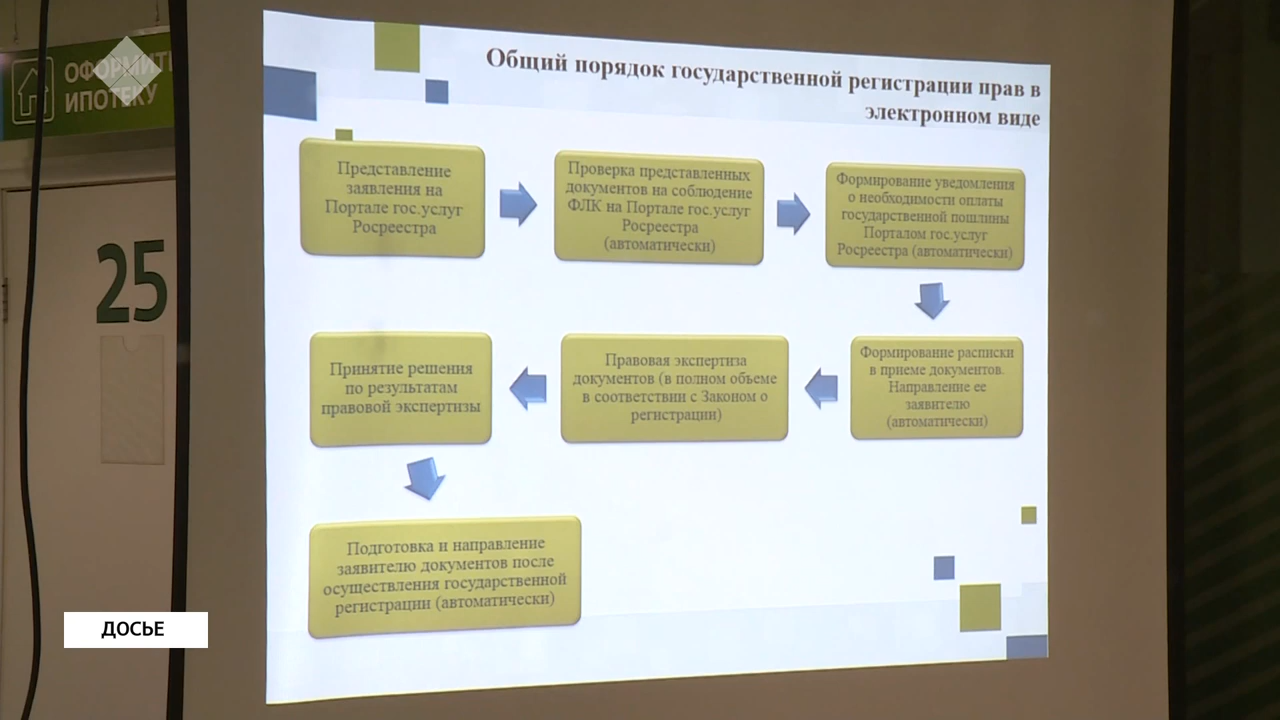 ОФОРМИТЬ
ИПОТЕКУ
25
Общий порядок государственной регистрации прав в
электронном виде
Представление
заявления на
Портале гос.услуг
Росреестра
Проверка представленных
документов на соблюдение
ФЛК на Портале гос.услуг
Росреестра
(автоматически)
Формирование уведомления
о необходимости оплаты
государственной пошлины
Порталом гос.услуг
Росреестра (автоматически)
Формирование расписки
в приеме документов.
Направление ее
заявителю
(автоматически)
Правовая экспертиза
документов (в полном объеме
в соответствии с Законом о
регистрации)
Принятие решения
по результатам
правовой экспертизы
Подготовка и направление
заявителю документов после
осуществления государственной
регистрации (автоматически)
ДОСЬЕ